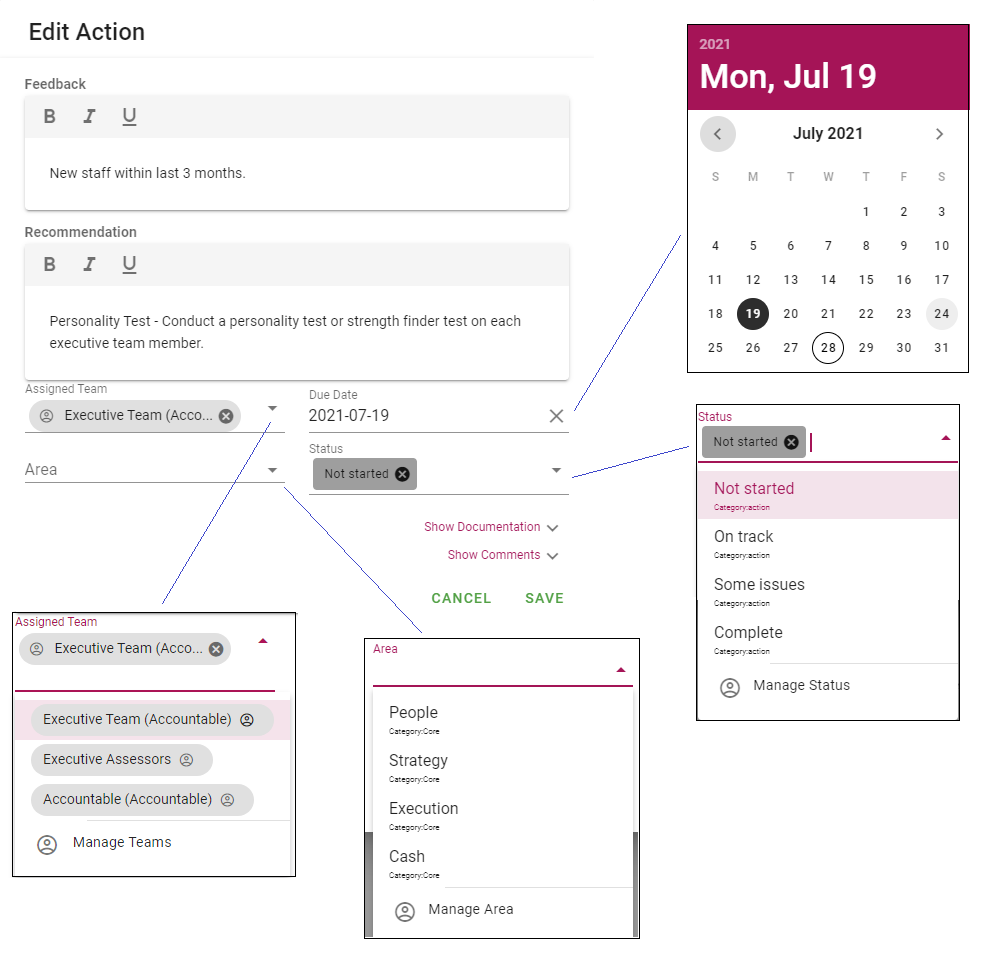 Edit Action
Feedback
B I U
New staff within last 3 months.
Recommendation
B I U
Personality Test - Conduct a personality test or strength finder test on each
executive team member.
Assigned Team
Executive Team (Acco...
Due Date
2021-07-19
Area
Status
Not started
Show Documentation
Show Comments
CANCEL SAVE
2021
Mon, Jul 19
July 2021
S M T W T F S
1 2 3
4 5 6 7 8 9 10
11 12 13 14 15 16 17
18 19 20 21 22 23 24
25 26 27 28 29 30 31
Status
Not started
Not started
Category:action
On track
Category:action
Some issues
Category:action
Complete
Category:action
Manage Status
Assigned Team
Executive Team (Acco...
Executive Team (Accountable)
Executive Assessors
Accountable (Accountable)
Manage Teams
Area
People
Category:Core
Strategy
Category:Core
Execution
Category:Core
Cash
Category:Core
Manage Area